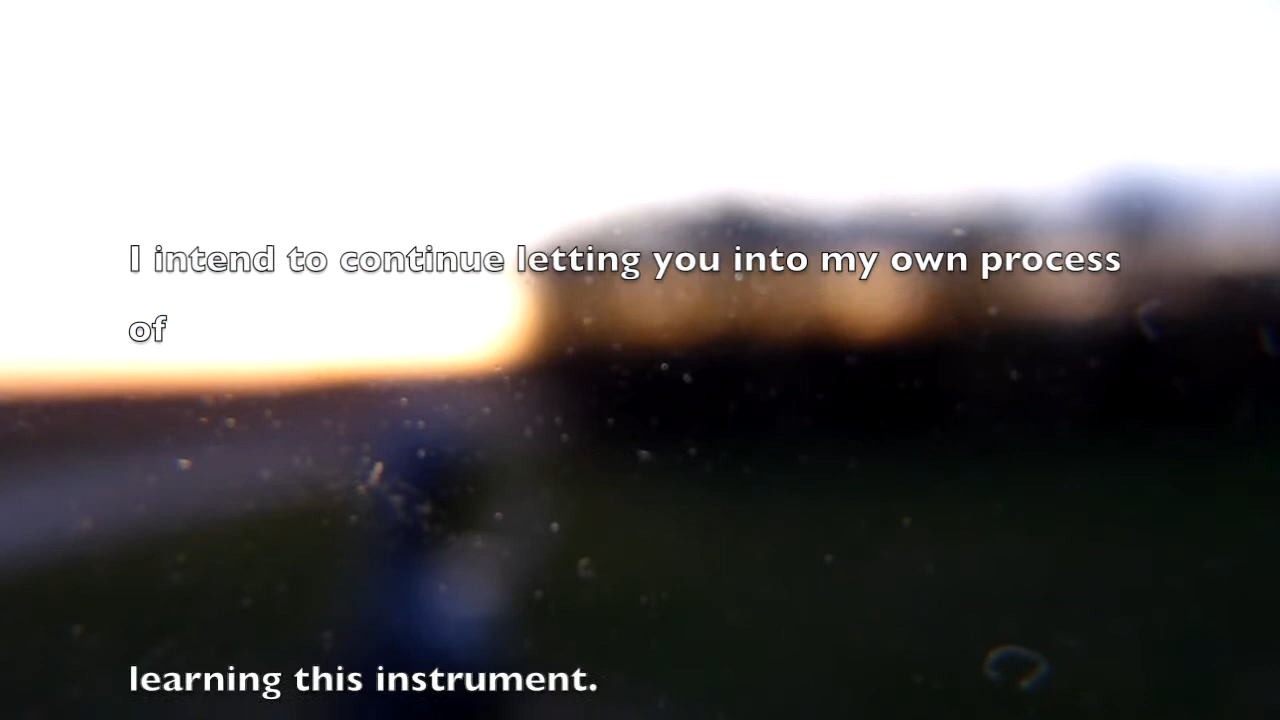 I intend to continue letting you into my own process
of
learning this instrument.